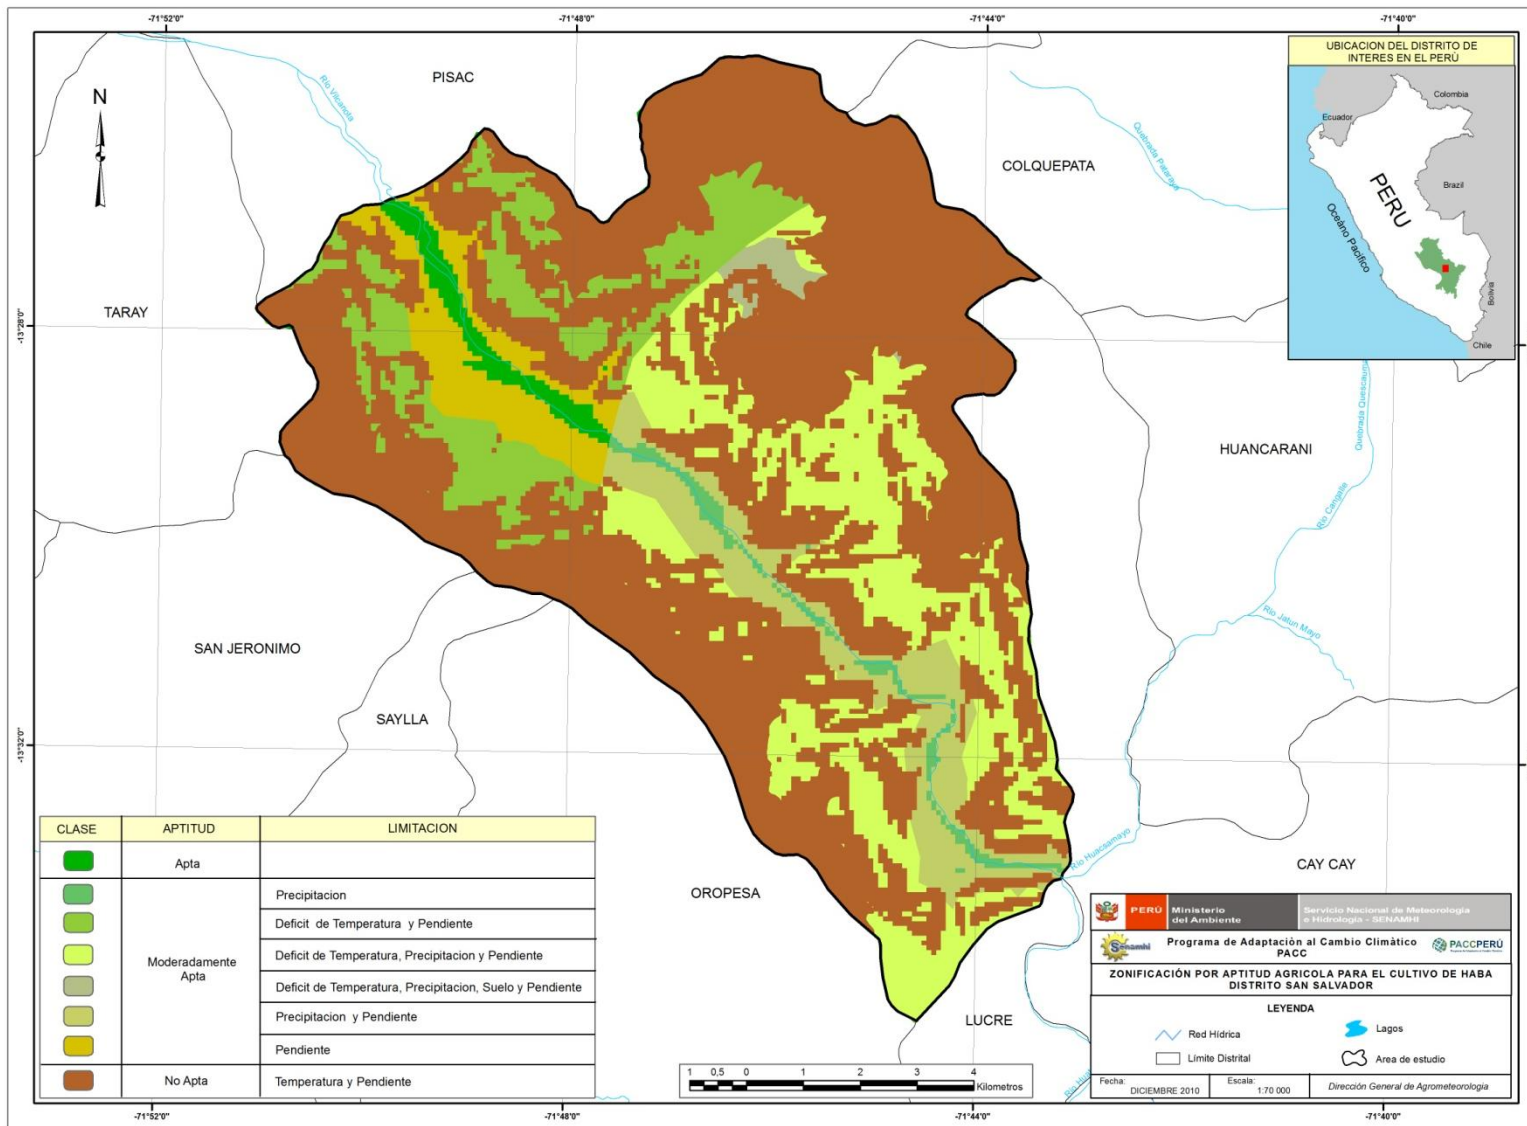 -71°52'0"
-71°48'0"
-71°44'0"
-71°40'0"
UBICACION DEL DISTRITO DE
INTERES EN EL PERÙ
Colombia
Ecuador
Brazil
PERU
Oceáno Pacífico
Bolivia
Chile
N
PISAC
Río Vilcanota
COLQUEPATA
Quebrada Pataraya
TARAY
-13°28'0"
HUANCARANI
Río Cangalle
Río Jatun Mayo
SAN JERONIMO
SAYLLA
-13°32'0"
OROPESA
Río Huacsamayo
CAY CAY
LUCRE
CLASE APTITUD LIMITACION
Apta
Moderadamente
Apta
Precipitacion
Deficit de Temperatura y Pendiente
Deficit de Temperatura, Precipitacion y Pendiente
Deficit de Temperatura, Precipitacion, Suelo y Pendiente
Precipitacion y Pendiente
Pendiente
No Apta Temperatura y Pendiente
1 0,5 0 1 2 3 4
Kilometros
PERÚ Ministerio
del Ambiente
Servicio Nacional de Meteorología
e Hidrología - SENAMHI
Senamhi
Programa de Adaptaciòn al Cambio Climàtico
PACC
PACCPERÚ
ZONIFICACIÓN POR APTITUD AGRICOLA PARA EL CULTIVO DE HABA
DISTRITO SAN SALVADOR
LEYENDA
Red Hídrica
Lagos
Límite Distrital
Area de estudio
Fecha:
DICIEMBRE 2010
Escala:
1:70 000
Dirección General de Agrometeorologia
-71°52'0"
-71°48'0"
-71°44'0"
-71°40'0"